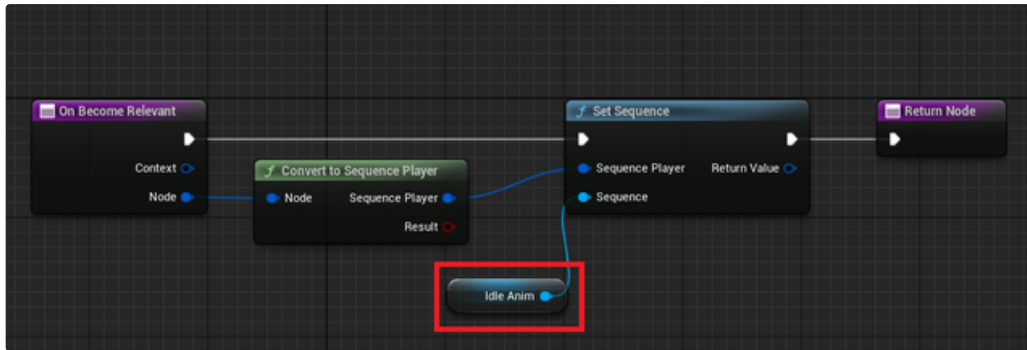 On Become Relevant
Context
Node
Convert to Sequence Player
Node Sequence Player
Result
Set Sequence
Sequence Player Return Value
Sequence
Idle Anim
Return Node